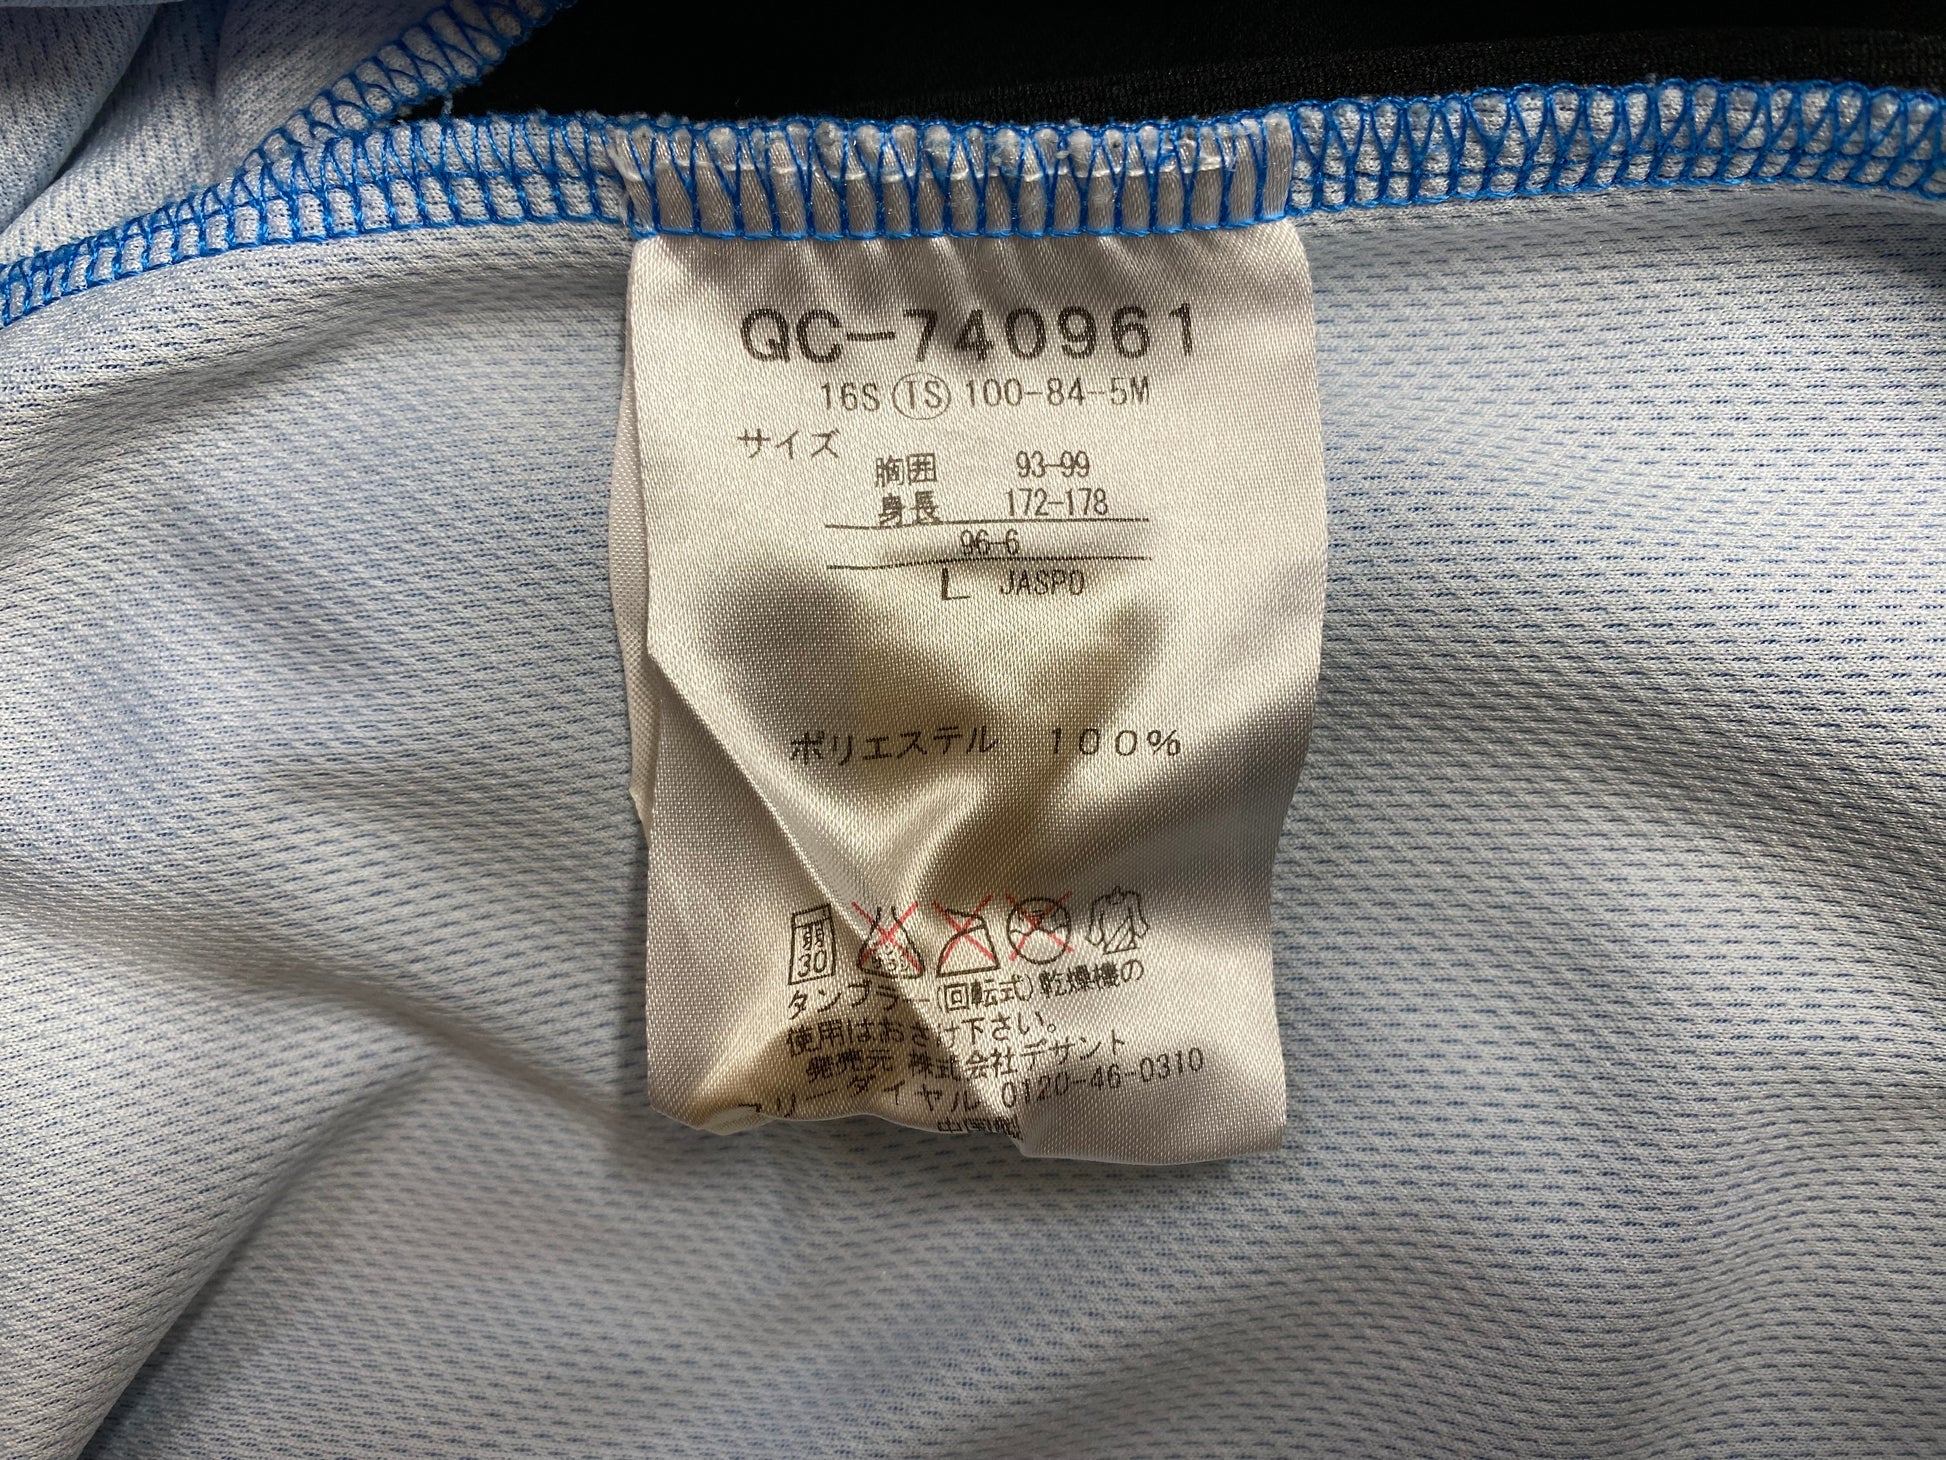 QC-740961
16S TS 100-84-5M
サイズ
胸囲 93-99
身長 172-178
96-6
L JASPO
ポリエステル 100%
弱
30
タンブラー(回転式)乾燥機の
使用はおさけ下さい。
発売元 株式会社デサント
フリーダイヤル 0120-46-0310